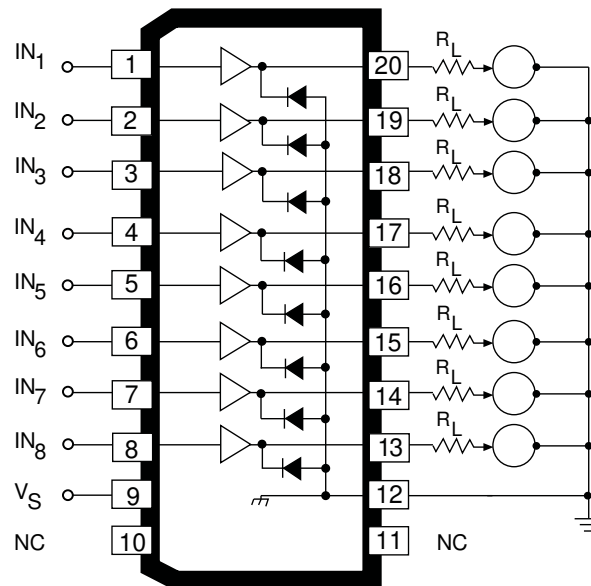 IN1 1 20 RL
IN2 2 19 RL
IN3 3 18 RL
IN4 4 17 RL
IN5 5 16 RL
IN6 6 15 RL
IN7 7 14 RL
IN8 8 13 RL
VS 9 12
NC 10 11 NC